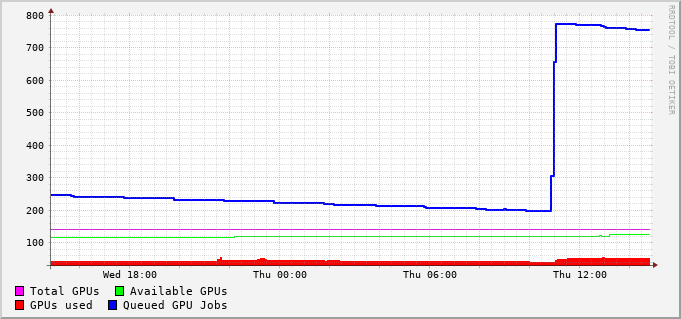 800
700
600
500
400
300
200
100
Wed 18:00 Thu 00:00 Thu 06:00 Thu 12:00
Total GPUs Available GPUs
GPUs used Queued GPU Jobs
RRDTOOL / TOBI OETIKER